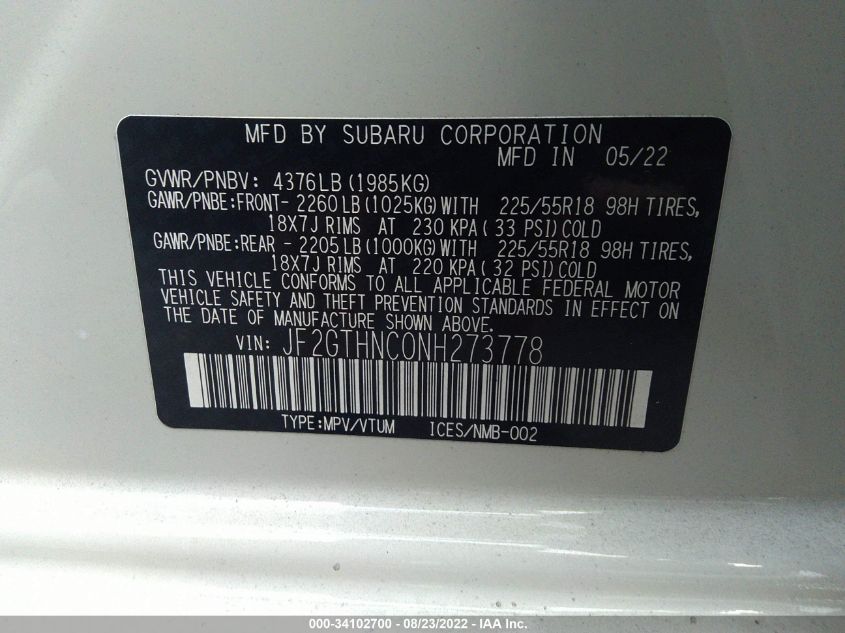 MFD BY SUBARU CORPORATION
MFD IN 05/22
GVWR/PNBV: 4376LB (1985KG)
GAWR/PNBE:FRONT- 2260 LB (1025KG) WITH 225/55R18 98H TIRES,
18X7J RIMS AT 230 KPA ( 33 PSI) COLD
GAWR/PNBE:REAR - 2205 LB (1000KG) WITH 225/55R18 98H TIRES,
18X7J RIMS AT 220 KPA ( 32 PSI) COLD
THIS VEHICLE CONFORMS TO ALL APPLICABLE FEDERAL MOTOR
VEHICLE SAFETY AND THEFT PREVENTION STANDARDS IN EFFECT ON
THE DATE OF MANUFACTURE SHOWN ABOVE.
VIN: JF2GTHNC0NH273778
TYPE:MPV/VTUM ICES/NMB-002
000-34102700 - 08/23/2022 - IAA Inc.